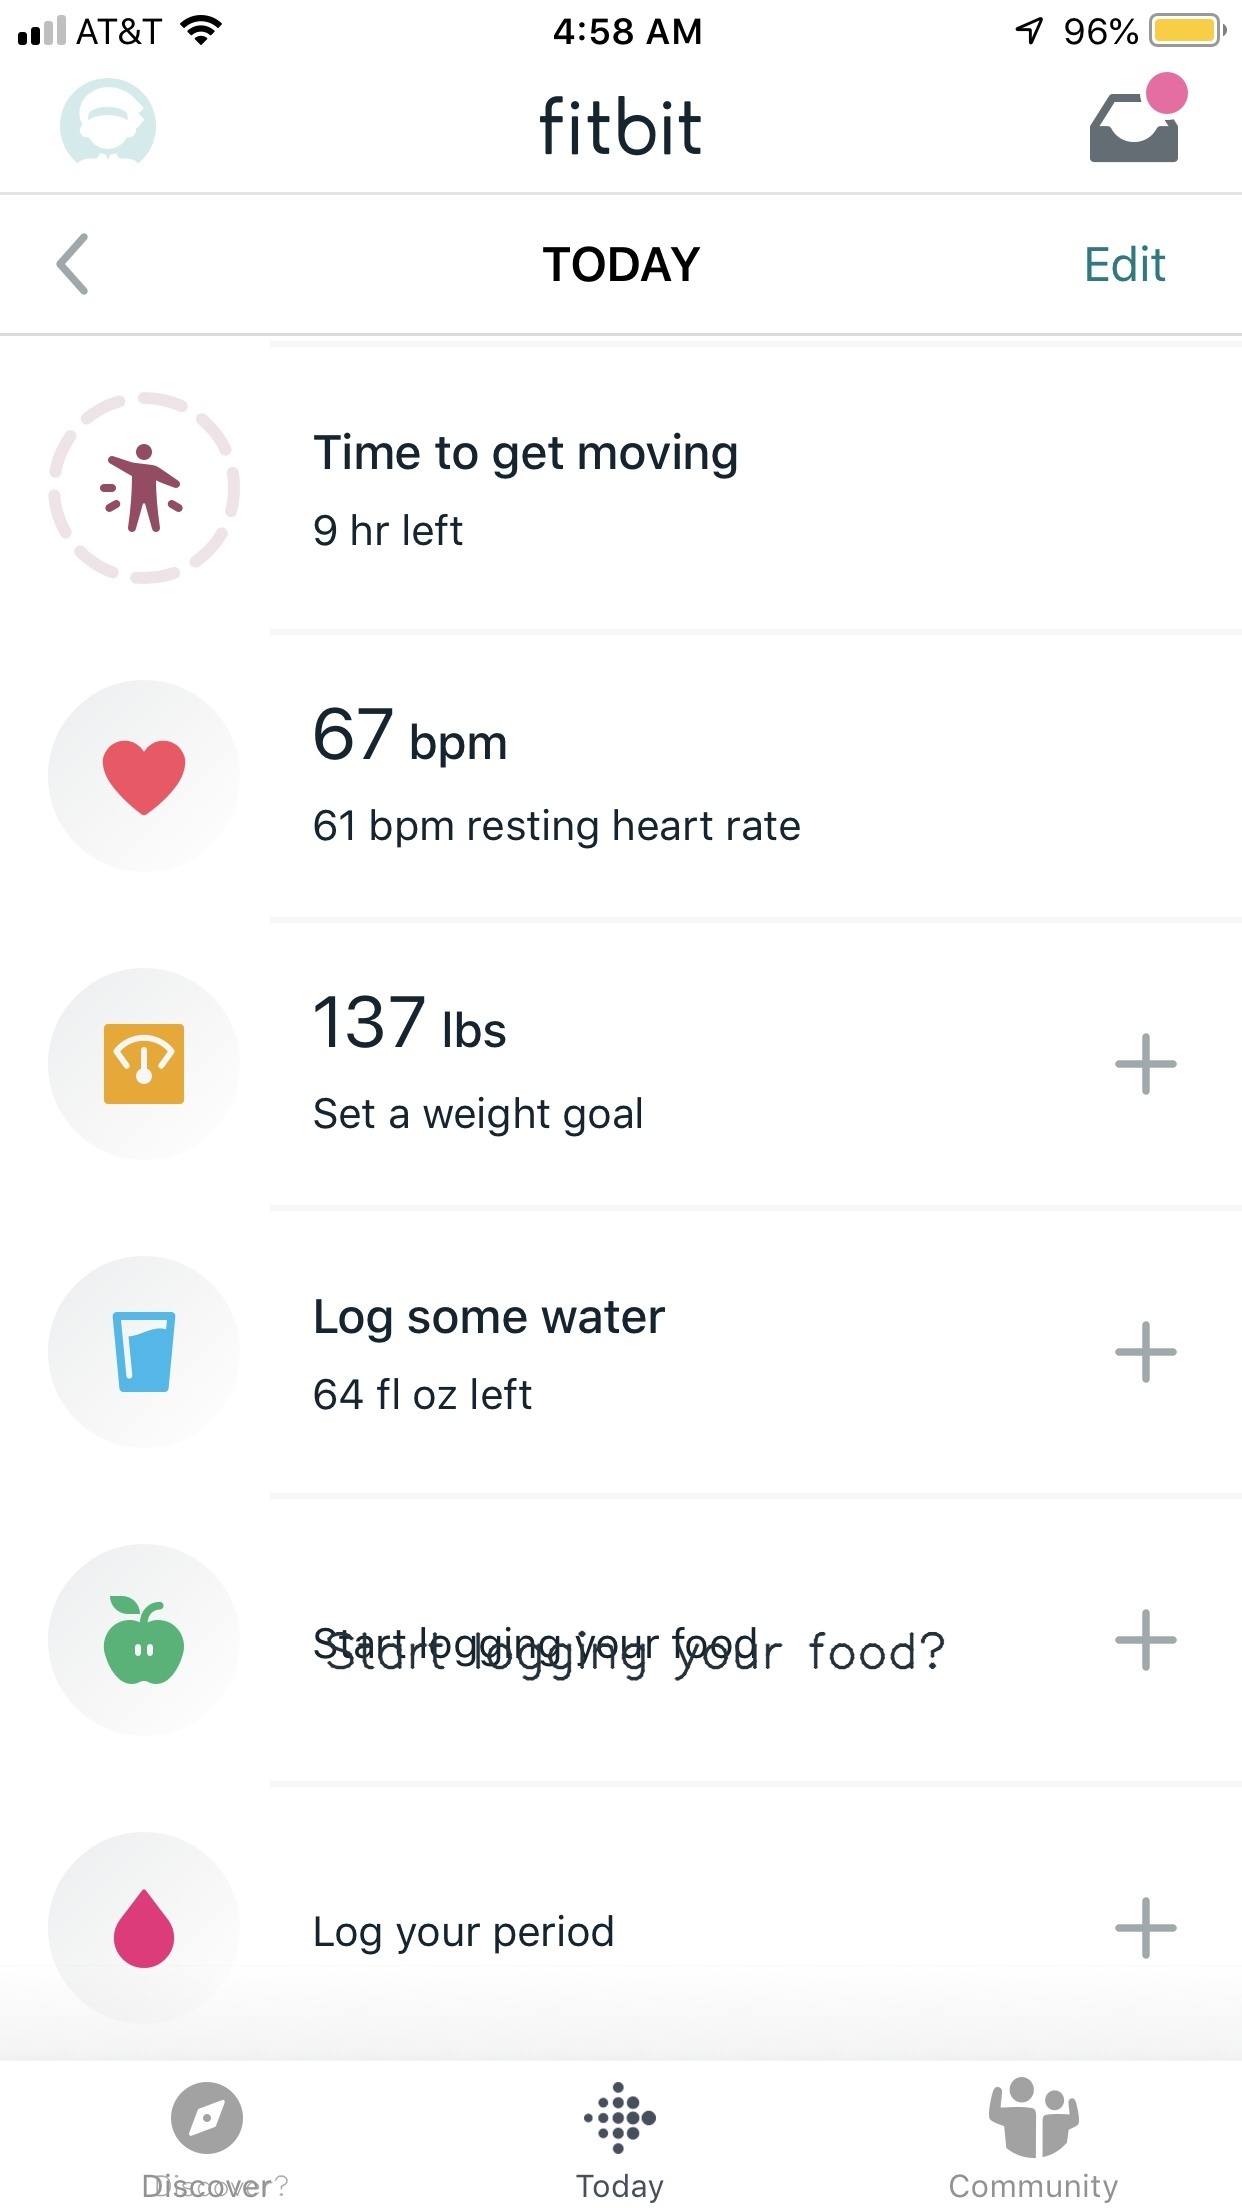 AT&T 4:58 AM 96%
fitbit
TODAY Edit
Time to get moving
9 hr left
67 bpm
61 bpm resting heart rate
137 lbs
Set a weight goal
Log some water
64 fl oz left
Start logging your food
Start logging your food?
Log your period
Discover Today Community
Discover?